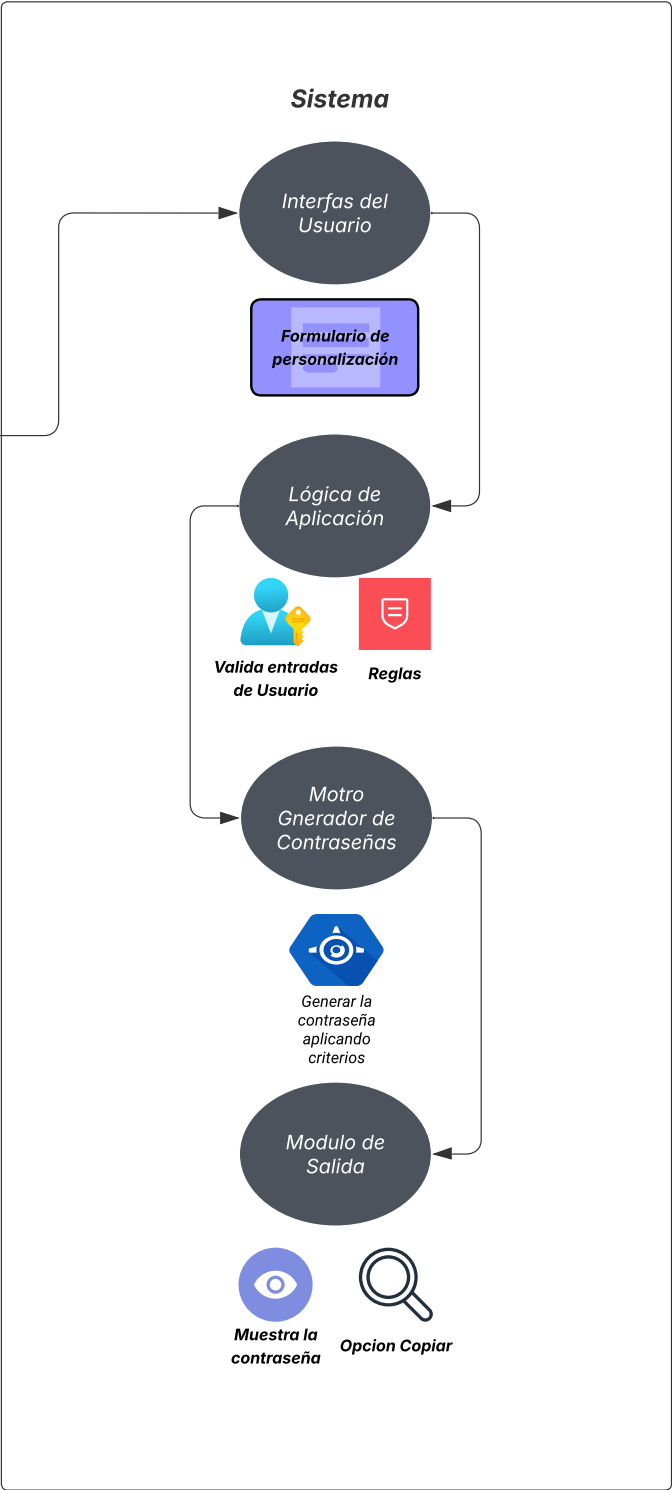 Sistema
Interfas del
Usuario
Formulario de
personalización
Lógica de
Aplicación
Valida entradas
de Usuario
Reglas
Motro
Gnerador de
Contraseñas
Generar la
contraseña
aplicando
criterios
Modulo de
Salida
Muestra la
contraseña
Opcion Copiar